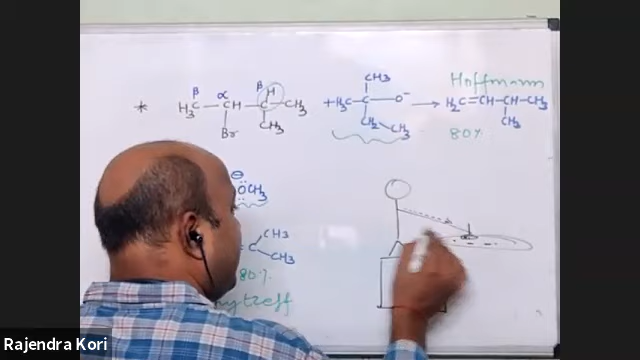 β α β H CH₃
* H₃C — CH — C — CH₃ + H₃C — C — O⁻ → H₂C = CH — CH — CH₃
Br CH₃ CH₂ CH₃ CH₃
Hoffmann
80%
⊖
:ÖCH₃
= C CH₃
CH₃
80%
Rajendra Kori